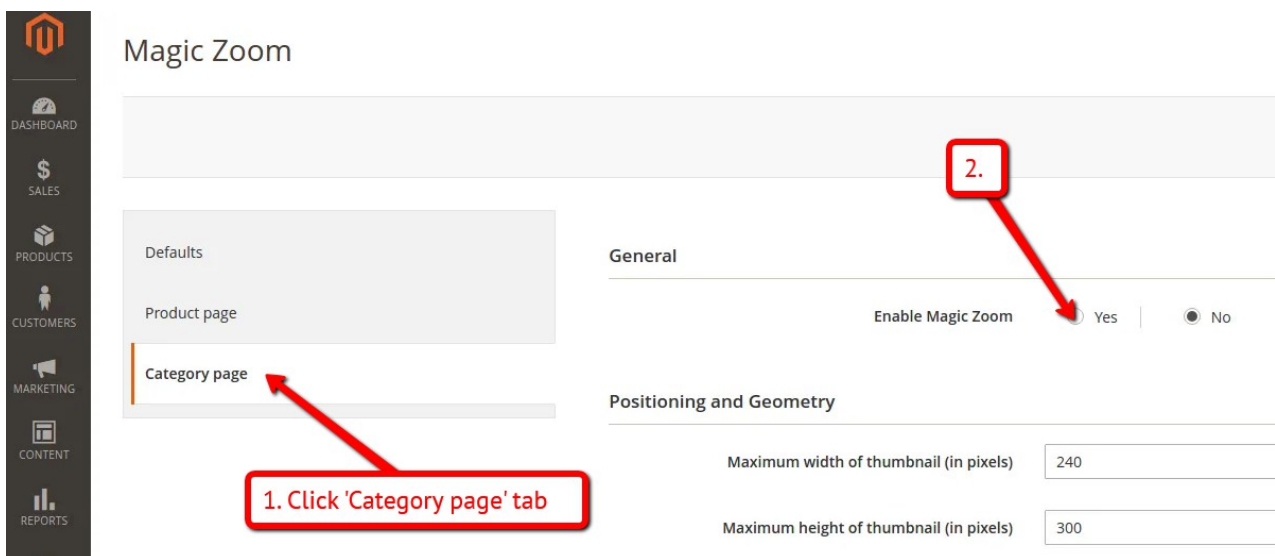 Magic Zoom
DASHBOARD
SALES
PRODUCTS
CUSTOMERS
MARKETING
CONTENT
REPORTS
Defaults
Product page
Category page
1. Click 'Category page' tab
2.
General
Enable Magic Zoom Yes No
Positioning and Geometry
Maximum width of thumbnail (in pixels) 240
Maximum height of thumbnail (in pixels) 300